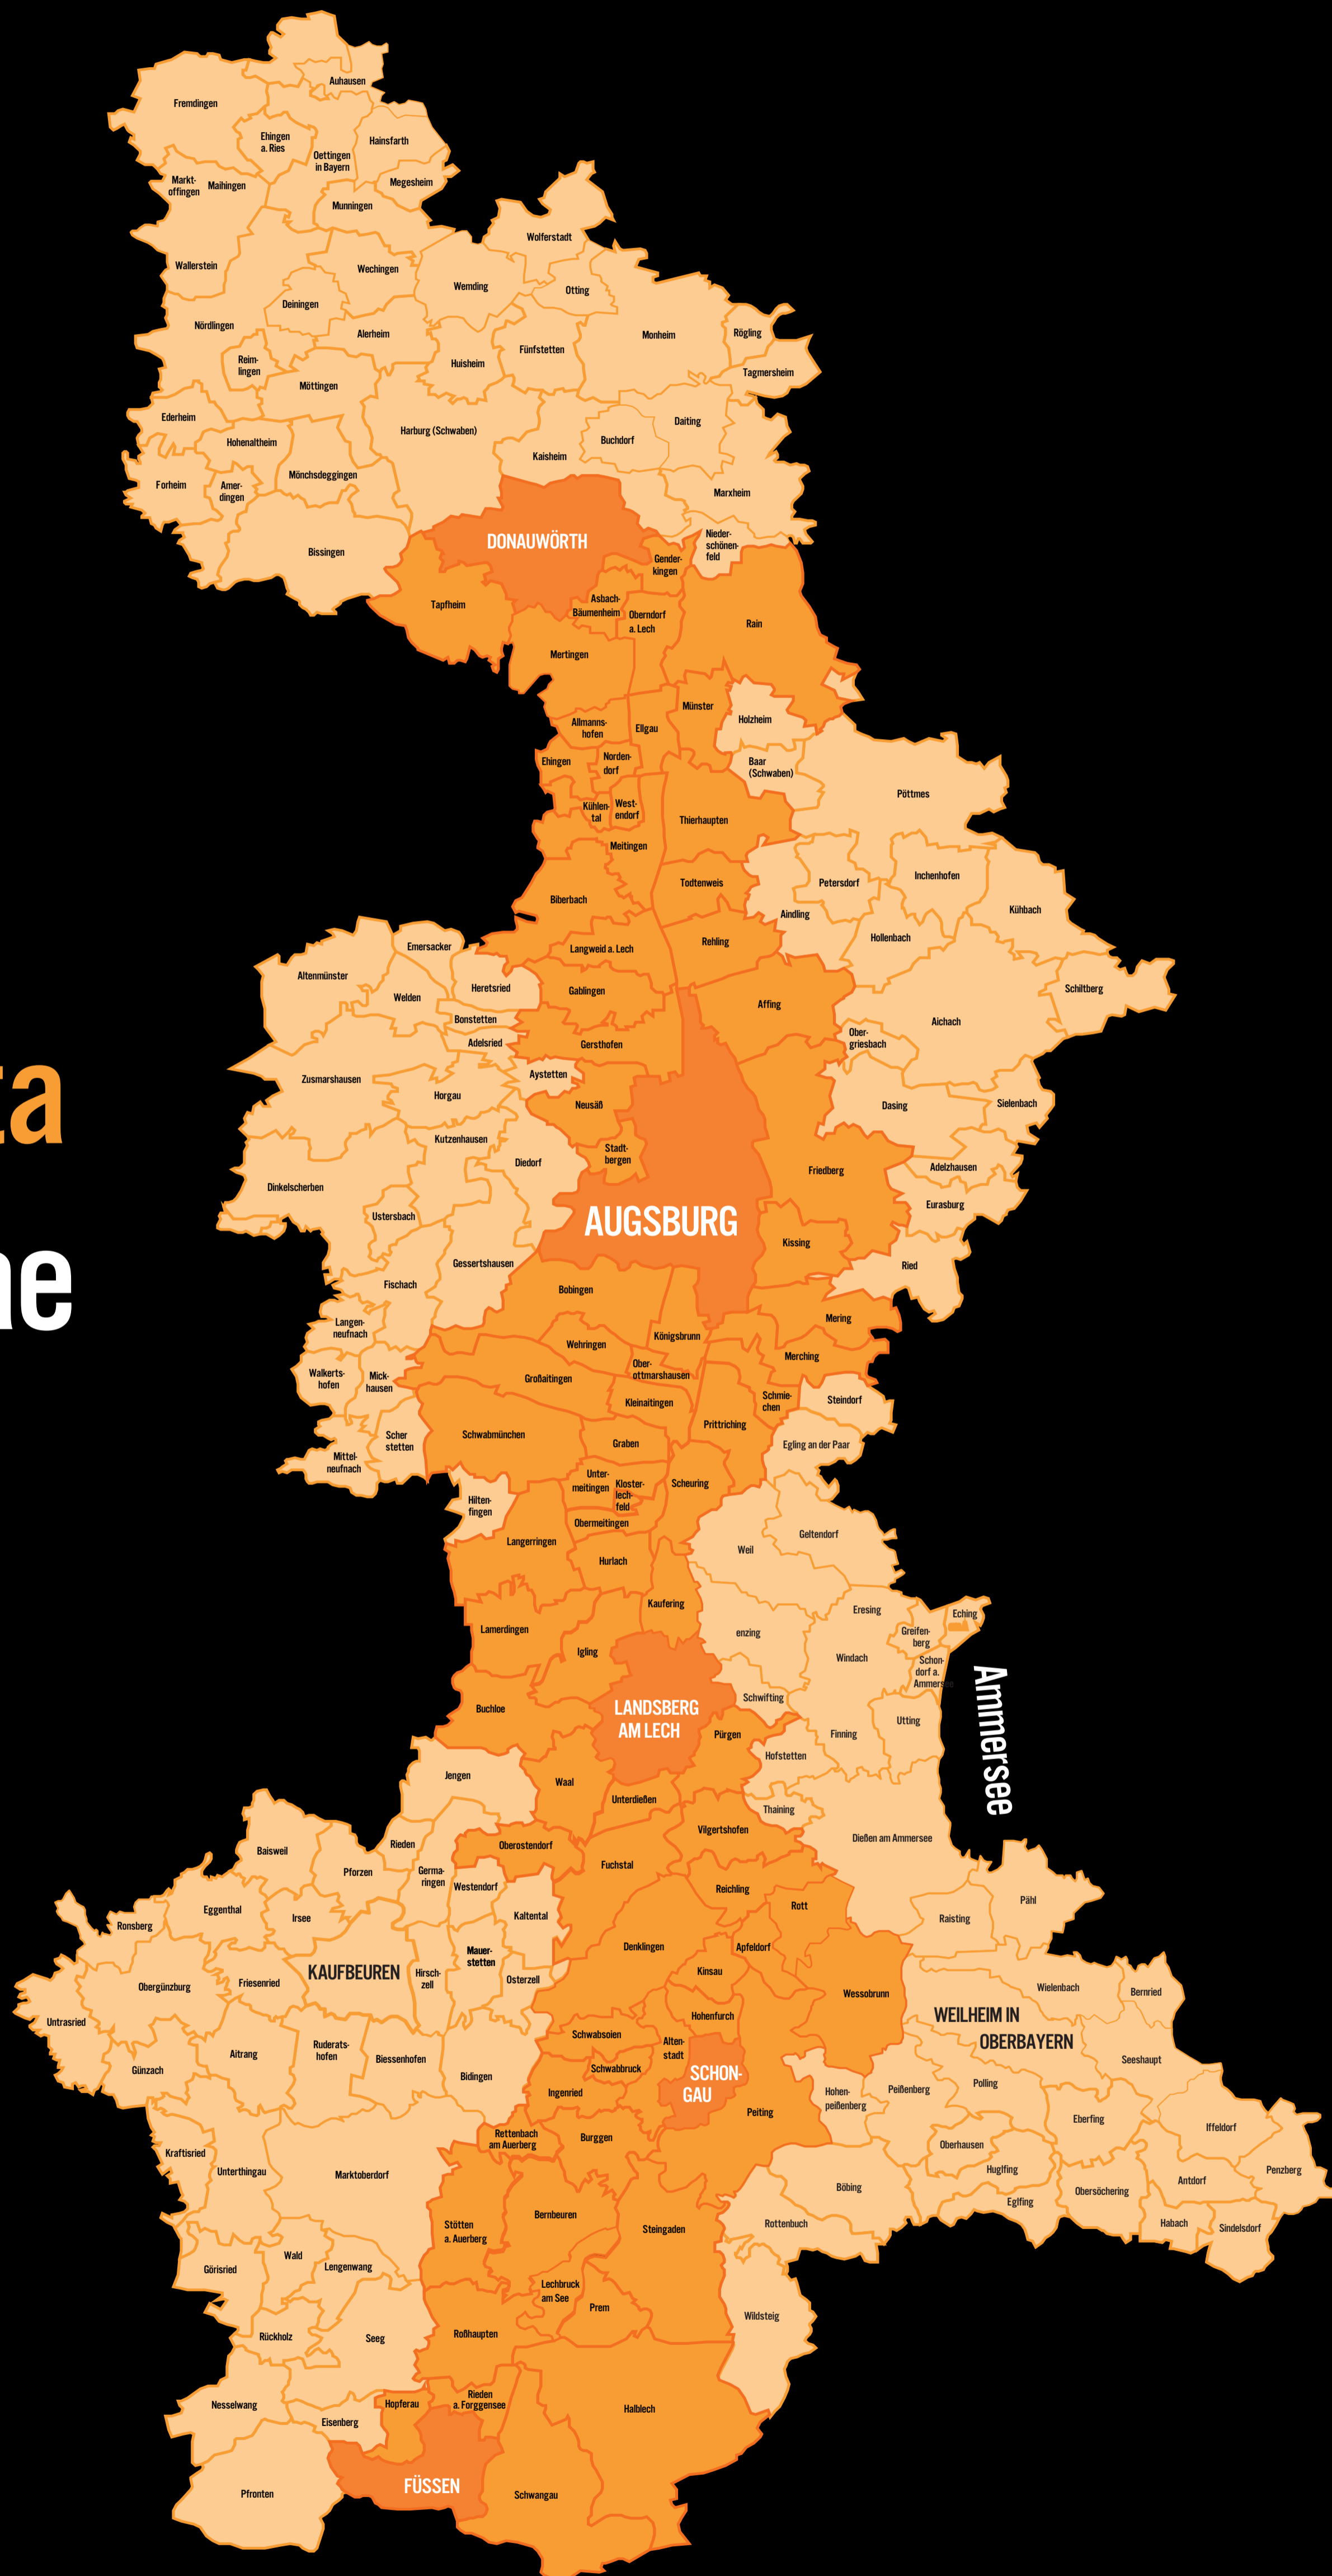 Auhausen
Fremdingen
Ehingen
a. Ries
Hainsfarth
Oettingen
in Bayern
Markt-
offingen
Maihingen
Megesheim
Munningen
Wolferstadt
Wallerstein
Wechingen
Wemding
Otting
Deiningen
Nördlingen
Alerheim
Monheim
Rögling
Fünfstetten
Reim-
lingen
Huisheim
Tagmersheim
Möttingen
Ederheim
Daiting
Harburg (Schwaben)
Buchdorf
Hohenaltheim
Kaisheim
Mönchsdeggingen
Forheim
Amer-
dingen
Marxheim
DONAUWÖRTH
Nieder-
schönen-
feld
Bissingen
Gender-
kingen
Tapfheim
Asbach-
Bäumenheim
Oberndorf
a. Lech
Rain
Mertingen
Münster
Holzheim
Allmanns-
hofen
Ellgau
Ehingen
Norden-
dorf
Baar
(Schwaben)
Pöttmes
Kühlen-
tal
West-
endorf
Thierhaupten
Meitingen
Todtenweis
Petersdorf
Inchenhofen
Biberbach
Aindling
Kühbach
Hollenbach
Rehling
Emersacker
Langweid a. Lech
Altenmünster
Heretsried
Gablingen
Schiltberg
Welden
Affing
Bonstetten
Aichach
Adelsried
Gersthofen
Ober-
griesbach
Aystetten
Zusmarshausen
Horgau
Neusäß
Dasing
Sielenbach
ta
Kutzenhausen
Diedorf
Stadt-
bergen
Friedberg
Adelzhausen
Dinkelscherben
Eurasburg
Ustersbach
AUGSBURG
Kissing
Gessertshausen
Ried
ne
Fischach
Bobingen
Langen-
neufnach
Mering
Königsbrunn
Wehringen
Merching
Ober-
ottmarshausen
Walkerts-
hofen
Mick-
hausen
Großaitingen
Schmie-
chen
Steindorf
Kleinaitingen
Prittriching
Scher
stetten
Schwabmünchen
Graben
Egling an der Paar
Mittel-
neufnach
Unter-
meitingen
Kloster-
lech-
feld
Scheuring
Hilten-
fingen
Obermeitingen
Geltendorf
Langerringen
Weil
Hurlach
Kaufering
Eresing
Eching
Lamerdingen
enzing
Greifen-
berg
Igling
Windach
Schon-
dorf a.
Ammersee
Schwifting
Buchloe
LANDSBERG
AM LECH
Ammersee
Pürgen
Finning
Utting
Hofstetten
Jengen
Waal
Unterdießen
Thaining
Vilgertshofen
Dießen am Ammersee
Rieden
Oberostendorf
Baisweil
Pforzen
Germa-
ringen
Fuchstal
Westendorf
Reichling
Pähl
Rott
Eggenthal
Irsee
Kaltental
Raisting
Ronsberg
Denklingen
Apfeldorf
Mauer-
stetten
KAUFBEUREN
Hirsch-
zell
Kinsau
Obergünzburg
Friesenried
Osterzell
Wielenbach
Bernried
Wessobrunn
Untrasried
Hohenfurch
WEILHEIM IN
OBERBAYERN
Schwabsoien
Alten-
stadt
Aitrang
Ruderats-
hofen
Biessenhofen
Seeshaupt
Günzach
Bidingen
Schwabbruck
SCHON-
GAU
Ingenried
Hohen-
peißenberg
Peißenberg
Polling
Peiting
Eberfing
Iffeldorf
Rettenbach
am Auerberg
Burggen
Oberhausen
Kraftisried
Huglfing
Penzberg
Unterthingau
Marktoberdorf
Böbing
Obersöchering
Antdorf
Eglfing
Bernbeuren
Rottenbuch
Habach
Sindelsdorf
Stötten
a. Auerberg
Steingaden
Wald
Görisried
Lengenwang
Lechbruck
am See
Prem
Wildsteig
Rückholz
Seeg
Roßhaupten
Nesselwang
Hopferau
Rieden
a. Forggensee
Halblech
Eisenberg
FÜSSEN
Pfronten
Schwangau